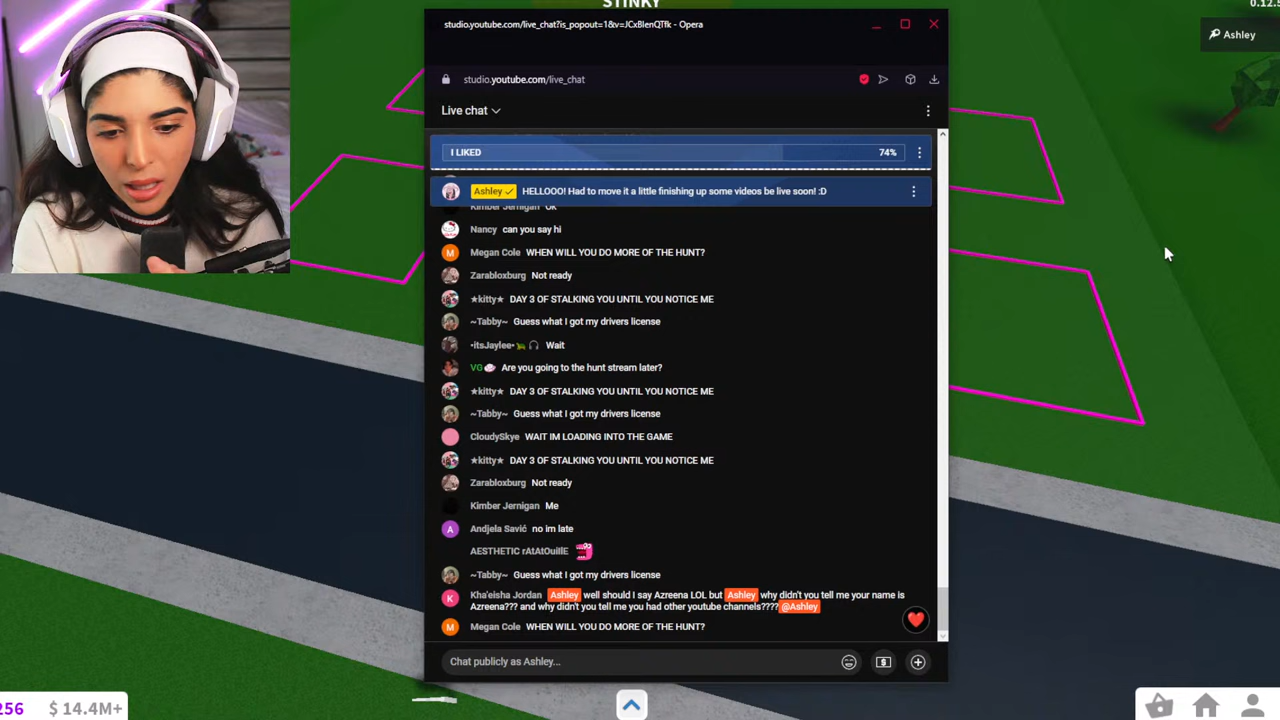 STINKY
0.12.5
Ashley
studio.youtube.com/live_chat?is_popout=1&v=JCxBlenQTfk - Opera
studio.youtube.com/live_chat
Live chat
I LIKED 74%
Ashley HELLOOO! Had to move it a little finishing up some videos be live soon! :D
Kimber Jernigan Ok
Nancy can you say hi
M Megan Cole WHEN WILL YOU DO MORE OF THE HUNT?
Zarabloxburg Not ready
★kitty★ DAY 3 OF STALKING YOU UNTIL YOU NOTICE ME
~Tabby~ Guess what I got my drivers license
•itsJaylee• Wait
VG Are you going to the hunt stream later?
★kitty★ DAY 3 OF STALKING YOU UNTIL YOU NOTICE ME
~Tabby~ Guess what I got my drivers license
CloudySkye WAIT IM LOADING INTO THE GAME
★kitty★ DAY 3 OF STALKING YOU UNTIL YOU NOTICE ME
Zarabloxburg Not ready
Kimber Jernigan Me
A Andjela Savić no im late
AESTHETIC rAtAtOuillE
~Tabby~ Guess what I got my drivers license
K Kha'eisha Jordan Ashley well should I say Azreena LOL but Ashley why didn't you tell me your name is
Azreena??? and why didn't you tell me you had other youtube channels???? @Ashley
M Megan Cole WHEN WILL YOU DO MORE OF THE HUNT?
Chat publicly as Ashley...
256 $ 14.4M+